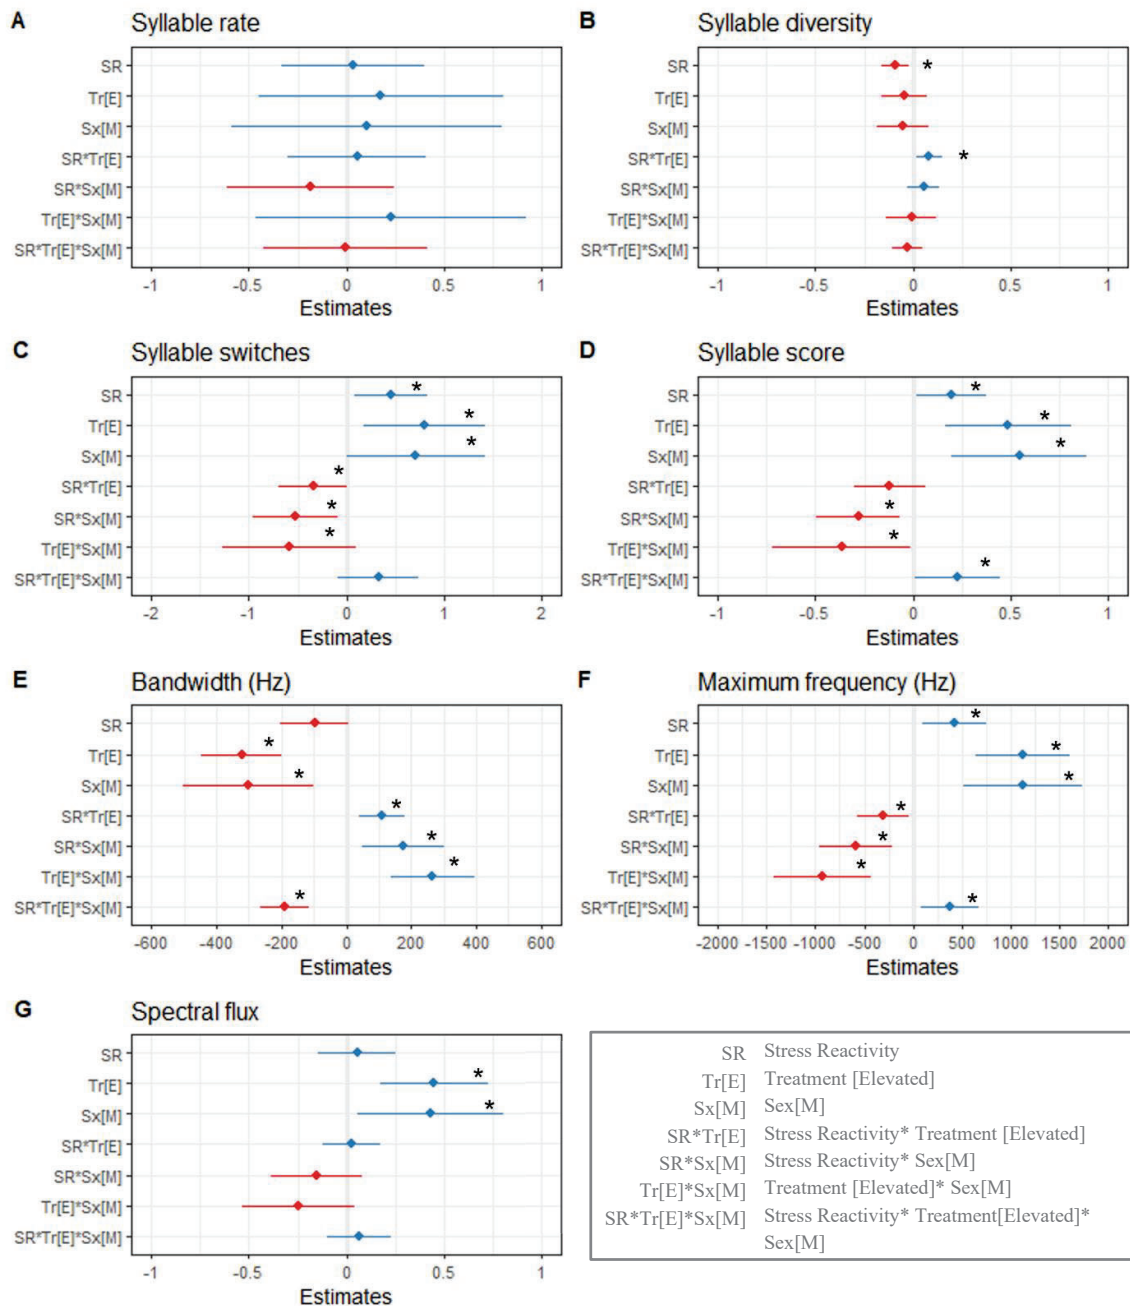 A Syllable rate
SR
Tr[E]
Sx[M]
SR*Tr[E]
SR*Sx[M]
Tr[E]*Sx[M]
SR*Tr[E]*Sx[M]
-1 -0.5 0 0.5 1
Estimates
B Syllable diversity
SR *
Tr[E]
Sx[M]
SR*Tr[E] *
SR*Sx[M]
Tr[E]*Sx[M]
SR*Tr[E]*Sx[M]
-1 -0.5 0 0.5 1
Estimates
C Syllable switches
SR *
Tr[E] *
Sx[M] *
SR*Tr[E] *
SR*Sx[M] *
Tr[E]*Sx[M] *
SR*Tr[E]*Sx[M]
-2 -1 0 1 2
Estimates
D Syllable score
SR *
Tr[E] *
Sx[M] *
SR*Tr[E]
SR*Sx[M] *
Tr[E]*Sx[M] *
SR*Tr[E]*Sx[M] *
-1 -0.5 0 0.5 1
Estimates
E Bandwidth (Hz)
SR
Tr[E] *
Sx[M] *
SR*Tr[E] *
SR*Sx[M] *
Tr[E]*Sx[M] *
SR*Tr[E]*Sx[M] *
-600 -400 -200 0 200 400 600
Estimates
F Maximum frequency (Hz)
SR *
Tr[E] *
Sx[M] *
SR*Tr[E] *
SR*Sx[M] *
Tr[E]*Sx[M] *
SR*Tr[E]*Sx[M] *
-2000 -1500 -1000 -500 0 500 1000 1500 2000
Estimates
G Spectral flux
SR
Tr[E] *
Sx[M] *
SR*Tr[E]
SR*Sx[M]
Tr[E]*Sx[M]
SR*Tr[E]*Sx[M]
-1 -0.5 0 0.5 1
Estimates
SR Stress Reactivity
Tr[E] Treatment [Elevated]
Sx[M] Sex[M]
SR*Tr[E] Stress Reactivity* Treatment [Elevated]
SR*Sx[M] Stress Reactivity* Sex[M]
Tr[E]*Sx[M] Treatment [Elevated]* Sex[M]
SR*Tr[E]*Sx[M] Stress Reactivity* Treatment[Elevated]*
Sex[M]